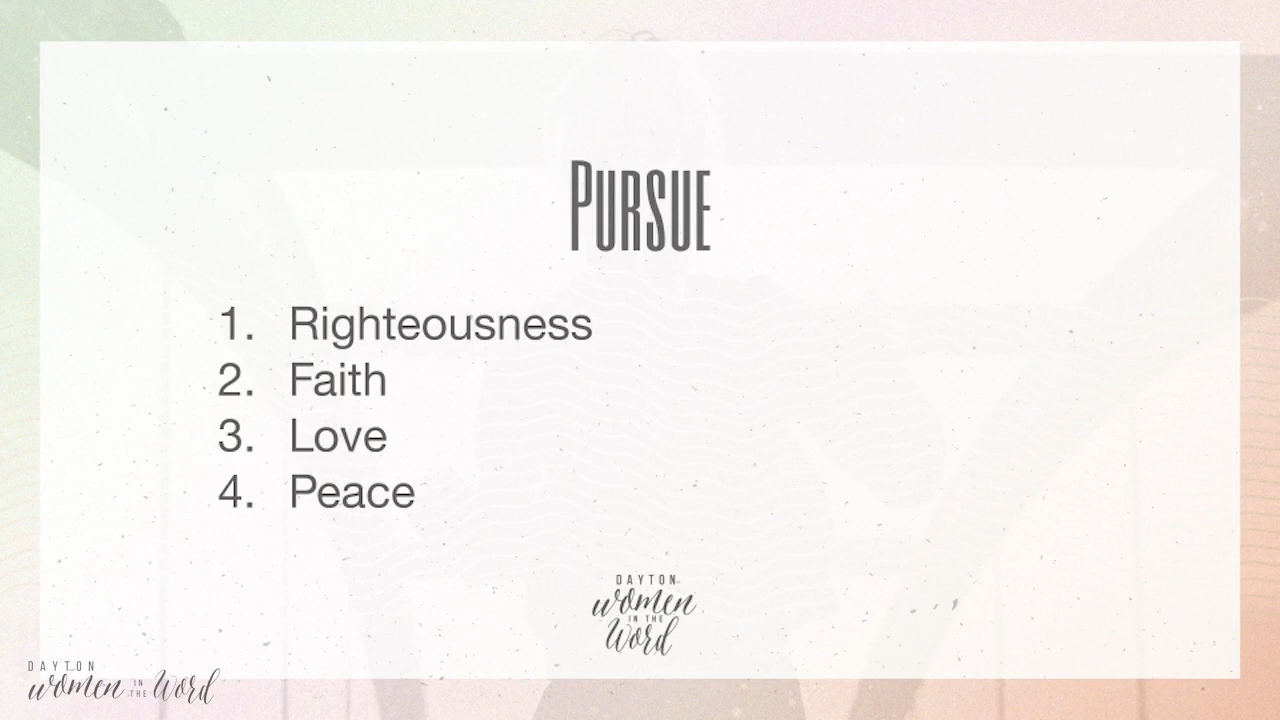 Pursue
1. Righteousness
2. Faith
3. Love
4. Peace
DAYTON
women
IN THE
Word
DAYTON
women IN THE Word